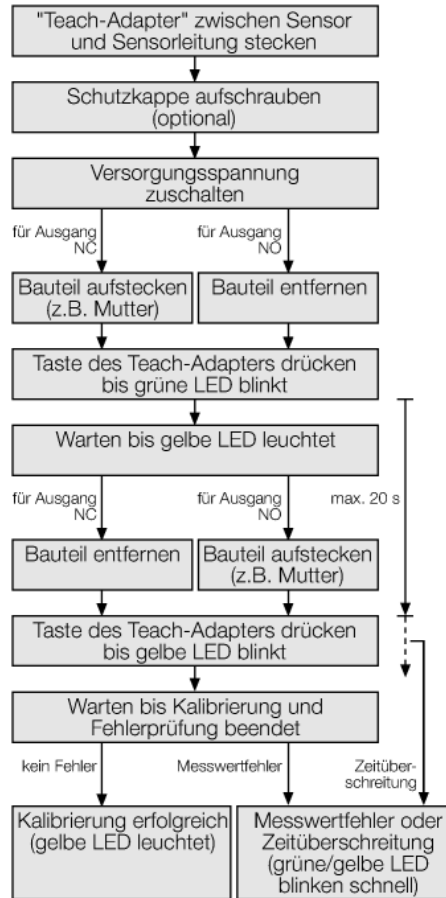 "Teach-Adapter" zwischen Sensor
und Sensorleitung stecken
Schutzkappe aufschrauben
(optional)
Versorgungsspannung
zuschalten
für Ausgang
NC
für Ausgang
NO
Bauteil aufstecken
(z.B. Mutter)
Bauteil entfernen
Taste des Teach-Adapters drücken
bis grüne LED blinkt
Warten bis gelbe LED leuchtet
für Ausgang
NC
für Ausgang
NO
max. 20 s
Bauteil entfernen
Bauteil aufstecken
(z.B. Mutter)
Taste des Teach-Adapters drücken
bis gelbe LED blinkt
Warten bis Kalibrierung und
Fehlerprüfung beendet
kein Fehler
Messwertfehler
Zeitüber-
schreitung
Kalibrierung erfolgreich
(gelbe LED leuchtet)
Messwertfehler oder
Zeitüberschreitung
(grüne/gelbe LED
blinken schnell)